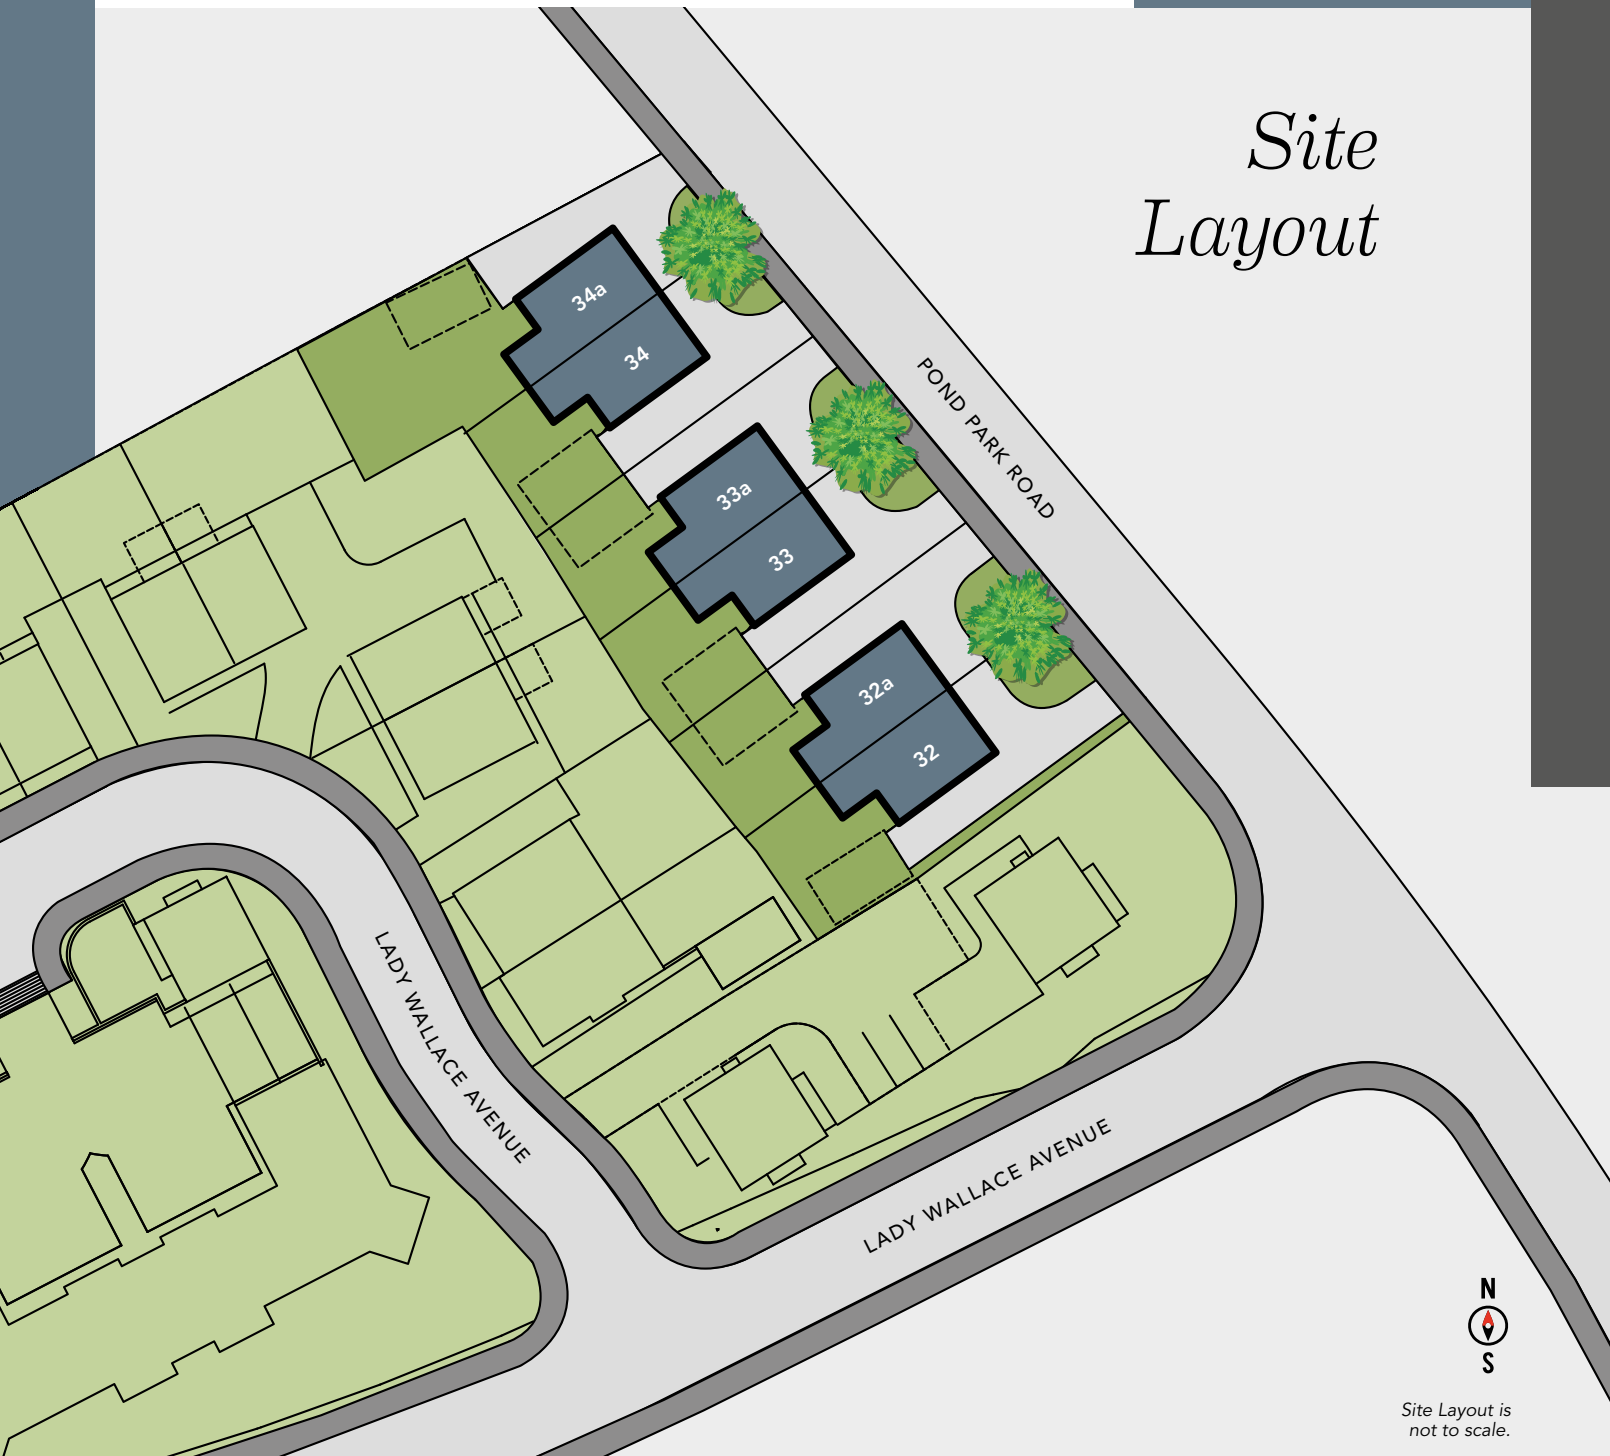 Site
Layout
34a
34
33a
33
32a
32
POND PARK ROAD
LADY WALLACE AVENUE
LADY WALLACE AVENUE
N
S
Site Layout is
not to scale.